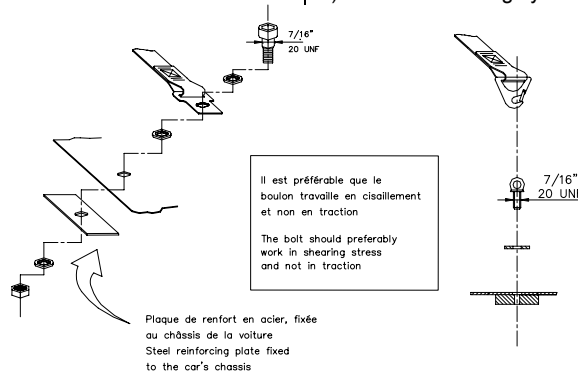 7/16"
20 UNF
Il est préférable que le
boulon travaille en cisaillement
et non en traction
The bolt should preferably
work in shearing stress
and not in traction
7/16"
20 UNF
Plaque de renfort en acier, fixée
au châssis de la voiture
Steel reinforcing plate fixed
to the car's chassis